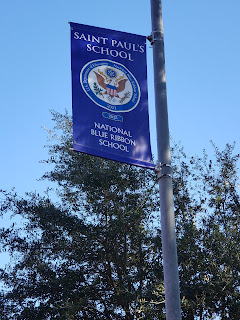 SAINT PAUL'S
SCHOOL
NATIONAL
BLUE RIBBON
SCHOOL